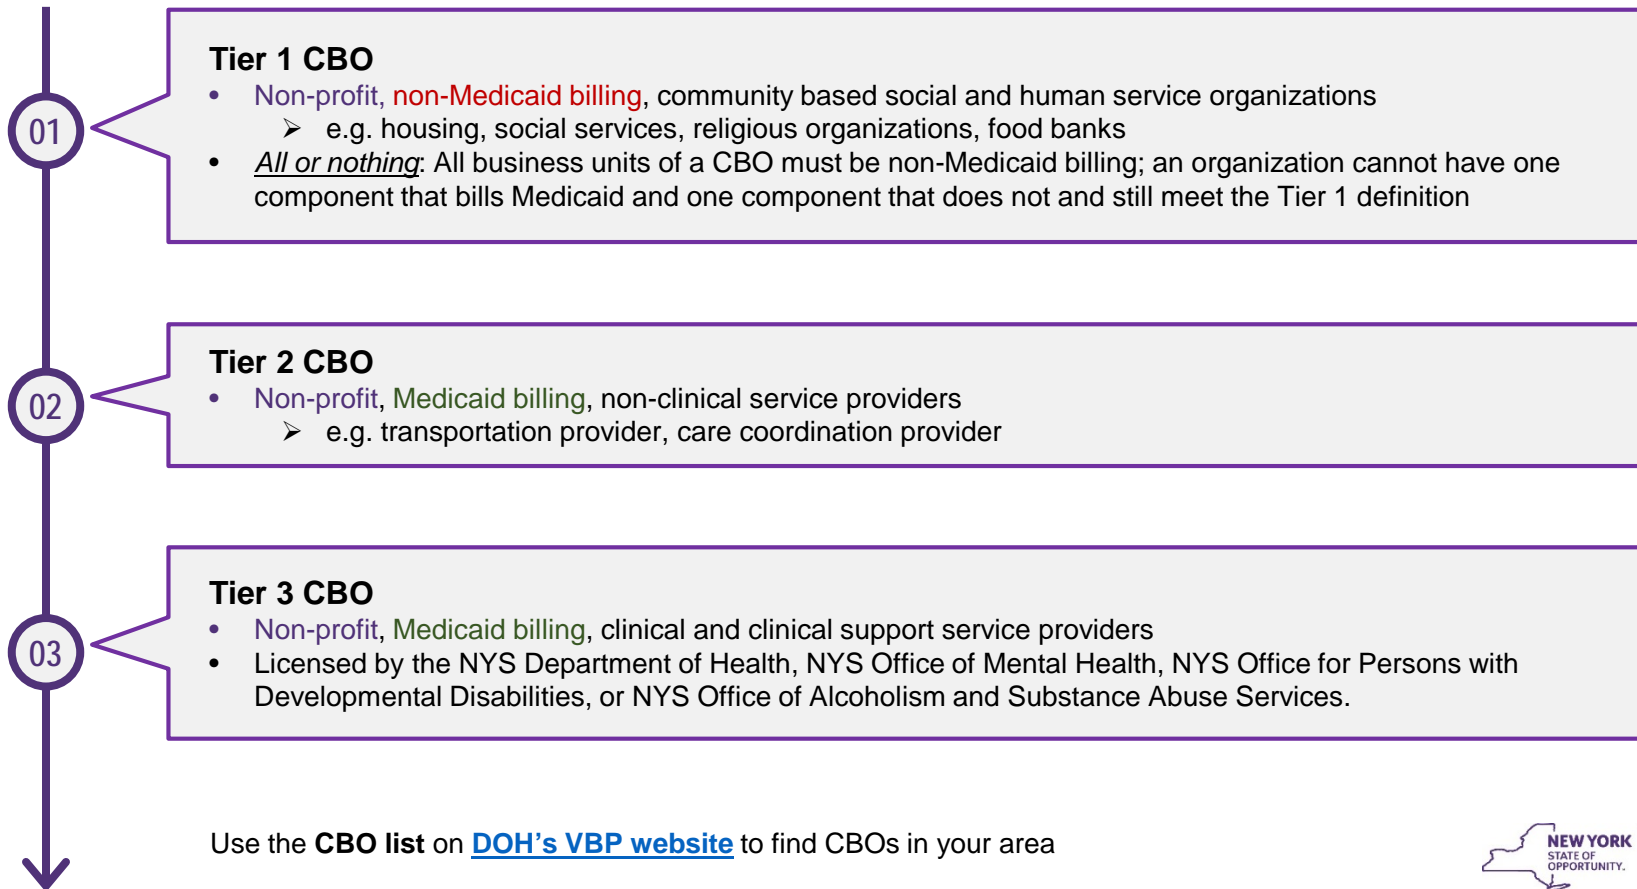 01
Tier 1 CBO
• Non-profit, non-Medicaid billing, community based social and human service organizations
➢ e.g. housing, social services, religious organizations, food banks
• All or nothing: All business units of a CBO must be non-Medicaid billing; an organization cannot have one
component that bills Medicaid and one component that does not and still meet the Tier 1 definition
02
Tier 2 CBO
• Non-profit, Medicaid billing, non-clinical service providers
➢ e.g. transportation provider, care coordination provider
03
Tier 3 CBO
• Non-profit, Medicaid billing, clinical and clinical support service providers
• Licensed by the NYS Department of Health, NYS Office of Mental Health, NYS Office for Persons with
Developmental Disabilities, or NYS Office of Alcoholism and Substance Abuse Services.
Use the CBO list on DOH’s VBP website to find CBOs in your area
NEW YORK
STATE OF
OPPORTUNITY.